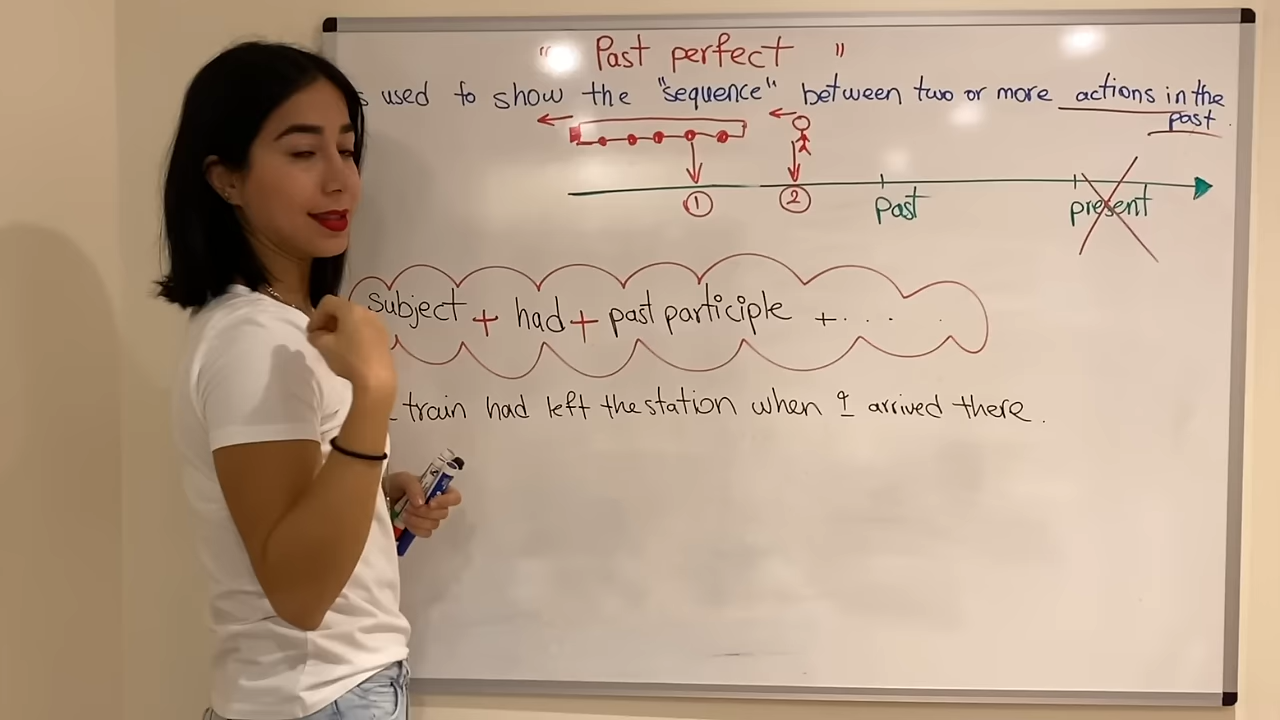 " Past perfect "
used to show the "sequence" between two or more actions in the
past.
1 2 past present
subject + had + past participle + . . .
train had left the station when I arrived there.